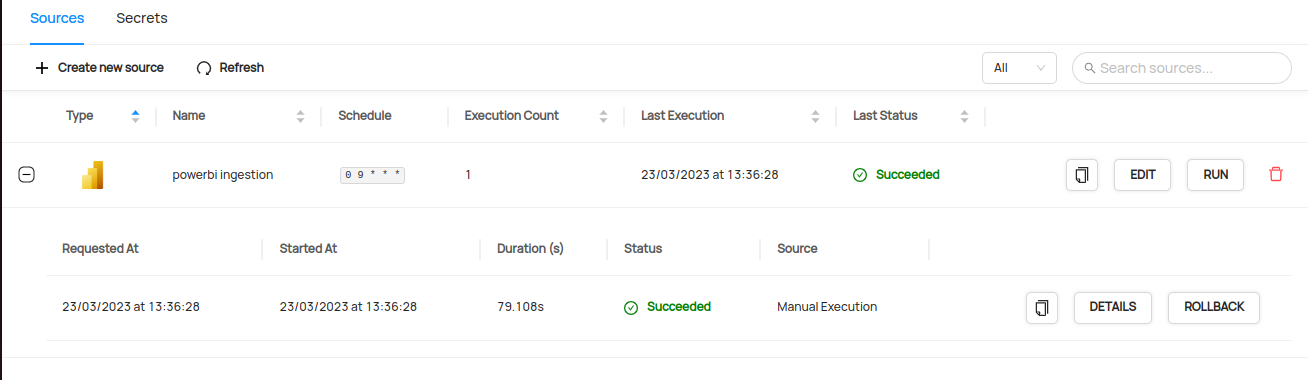 Sources Secrets
Create new source Refresh All Search sources...
Type Name Schedule Execution Count Last Execution Last Status
powerbi ingestion 0 9 * * * 1 23/03/2023 at 13:36:28 Succeeded EDIT RUN
Requested At Started At Duration (s) Status Source
23/03/2023 at 13:36:28 23/03/2023 at 13:36:28 79.108s Succeeded Manual Execution DETAILS ROLLBACK